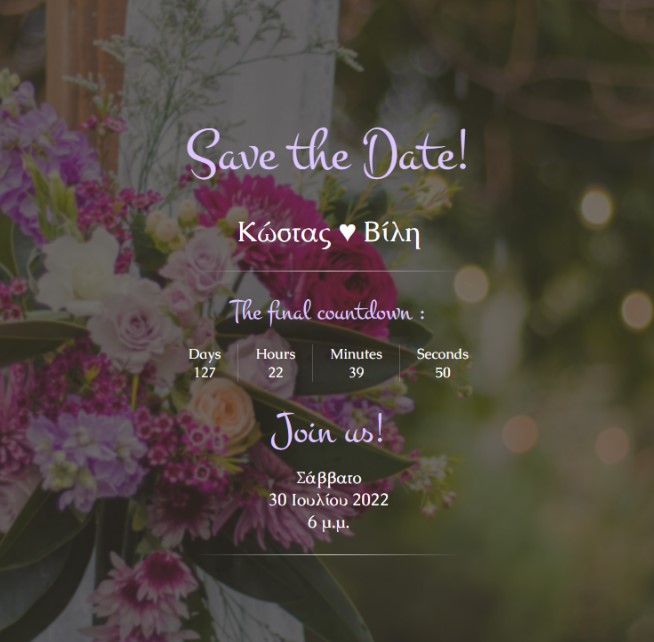 Save the Date!
Κώστας ♥ Βίλη
The final countdown :
Days Hours Minutes Seconds
127 22 39 50
Join us!
Σάββατο
30 Ιουλίου 2022
6 μ.μ.